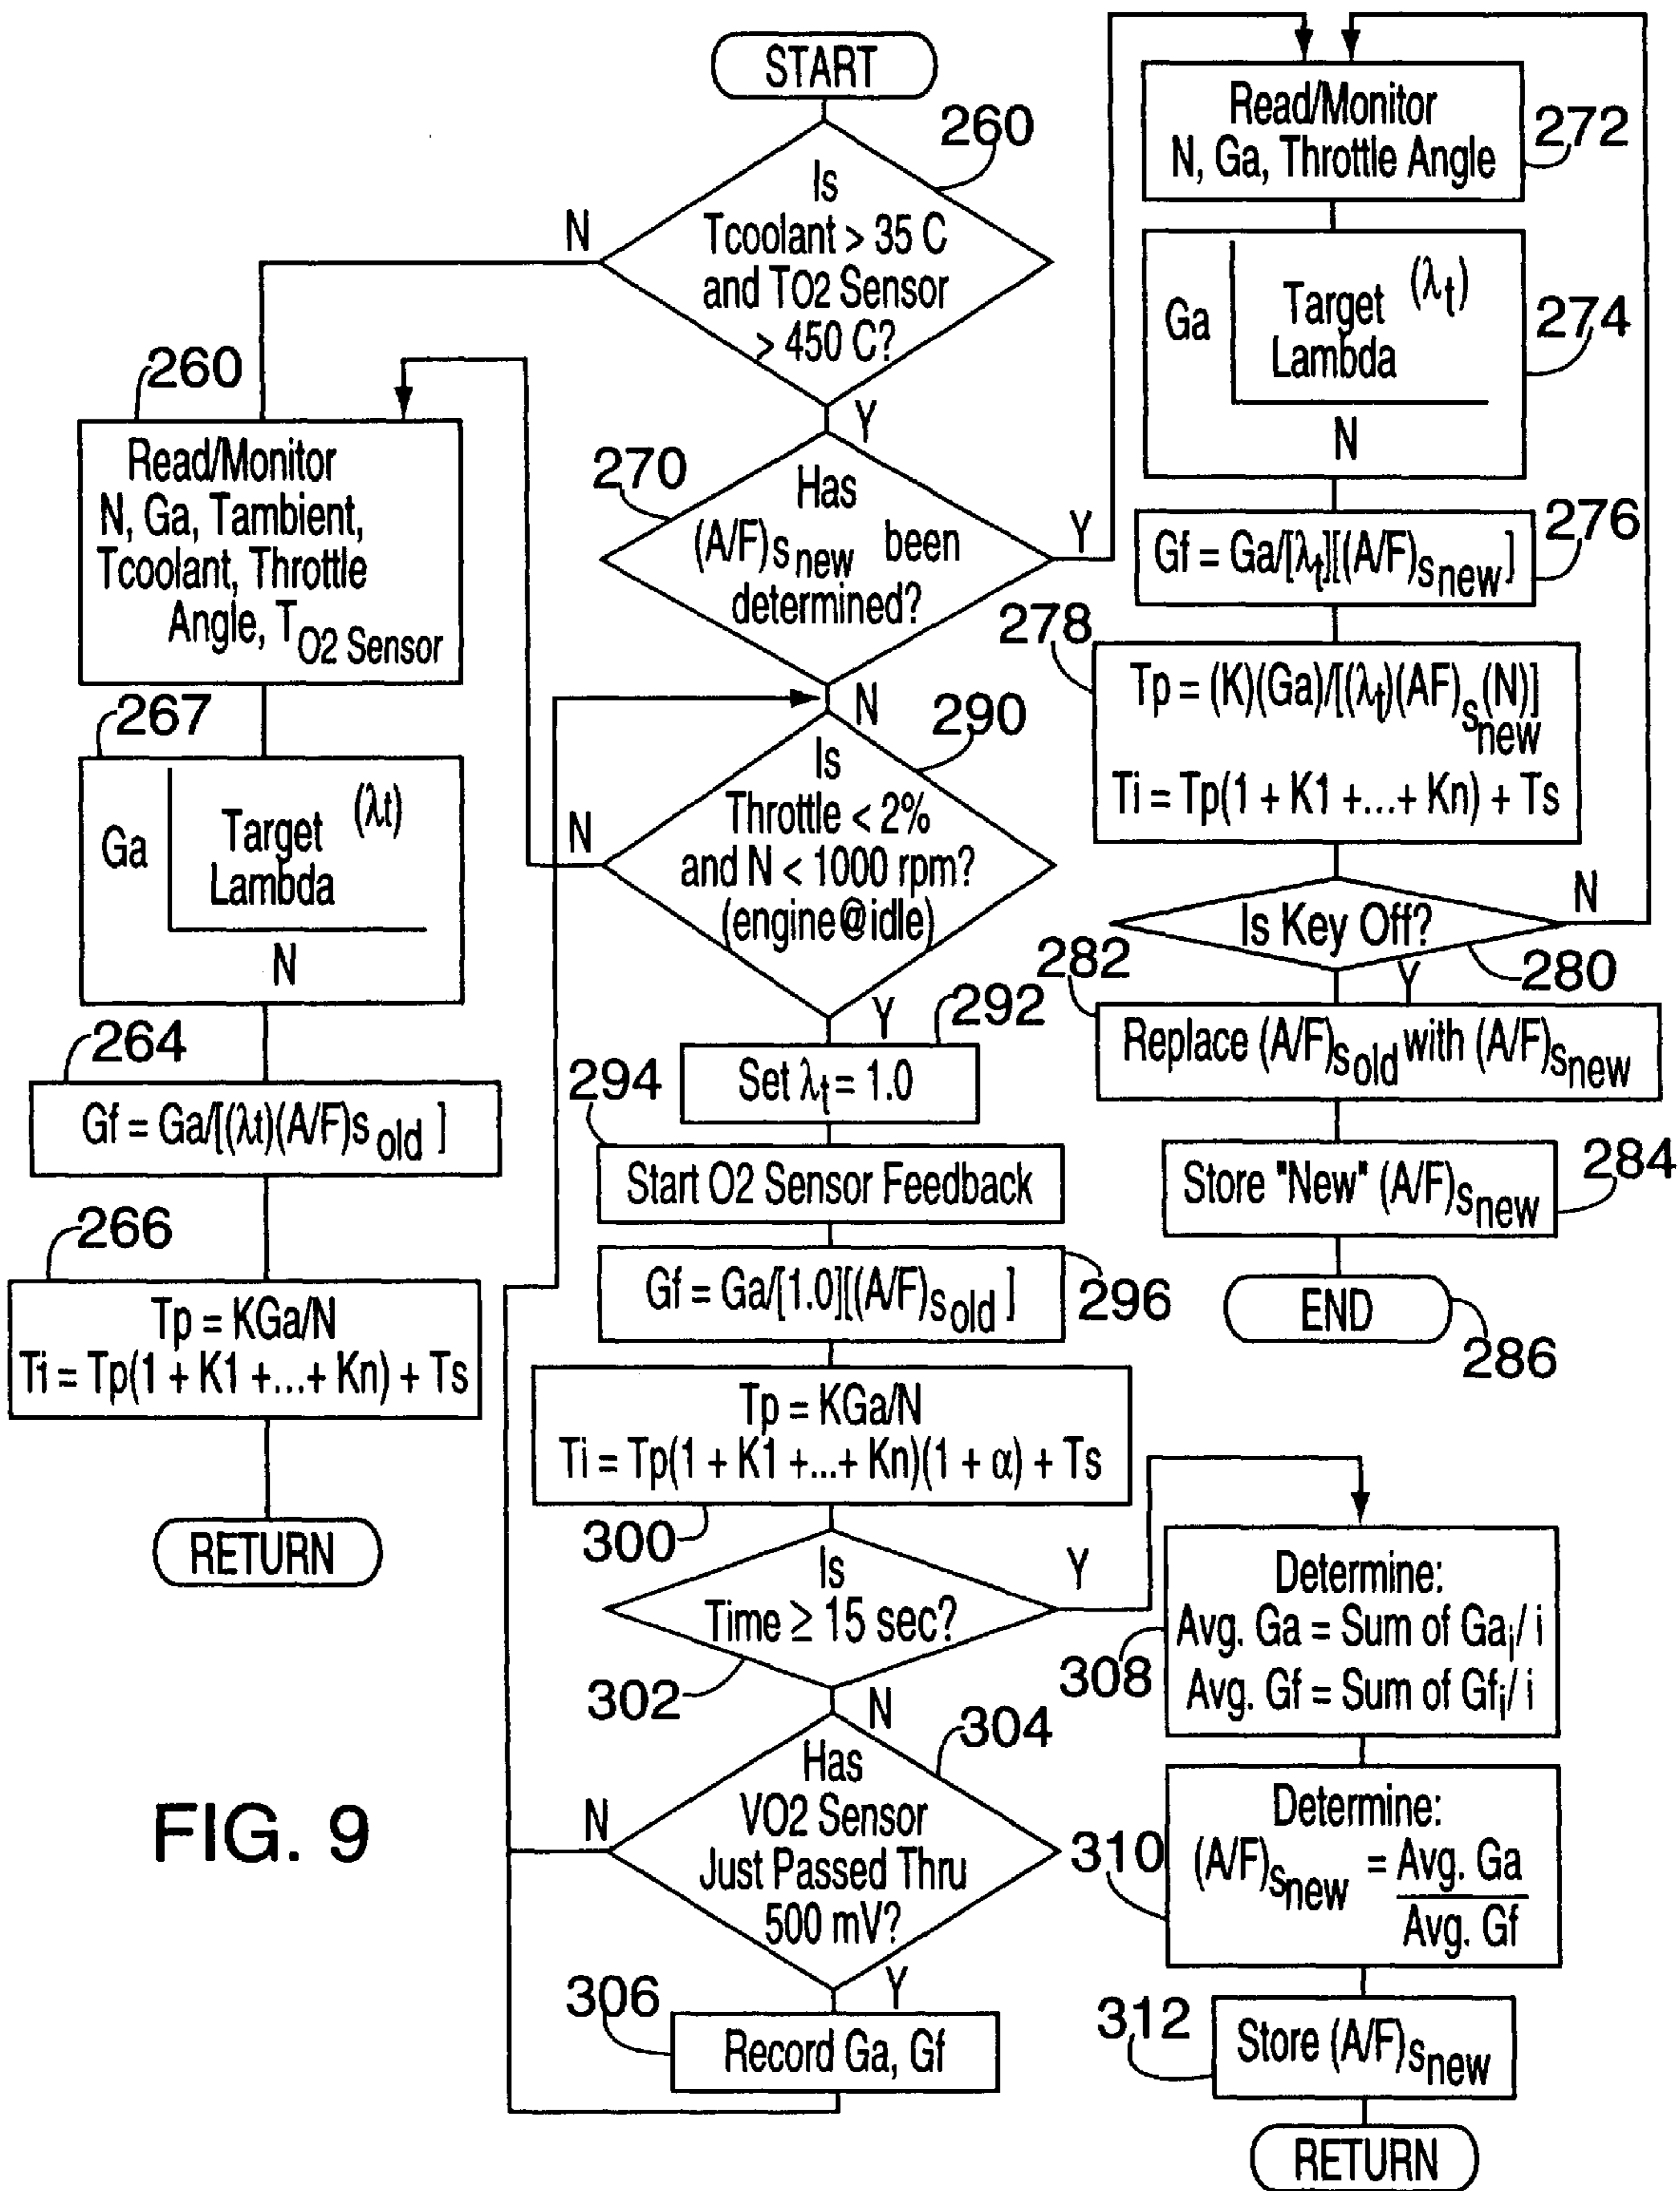 START
260
Is
Tcoolant > 35 C
and TO2 Sensor
> 450 C?
N
Y
260
Read/Monitor
N, Ga, Tambient,
Tcoolant, Throttle
Angle, T O2 Sensor
267
Ga
Target (λt)
Lambda
N
264
Gf = Ga/[(λt)(A/F)s old ]
266
Tp = KGa/N
Ti = Tp(1 + K1 +...+ Kn) + Ts
RETURN
270
Has
(A/F)s new been
determined?
Y
N
290
Is
Throttle < 2%
and N < 1000 rpm?
(engine@idle)
N
Y
292
Set λt = 1.0
294
Start O2 Sensor Feedback
Gf = Ga/[1.0][(A/F)s old ]
296
Tp = KGa/N
Ti = Tp(1 + K1 +...+ Kn)(1 + α) + Ts
300
Is
Time ≥ 15 sec?
Y
302
N
304
Has
VO2 Sensor
Just Passed Thru
500 mV?
N
Y
306
Record Ga, Gf
Read/Monitor
N, Ga, Throttle Angle
272
Ga
Target (λt)
Lambda
N
274
276
Gf = Ga/[λt][(A/F)s new ]
278
Tp = (K)(Ga)/[(λt)(AF)s new (N)]
Ti = Tp(1 + K1 +...+ Kn) + Ts
Is Key Off?
N
280
Y
282
Replace (A/F)s old with (A/F)s new
Store "New" (A/F)s new
284
END
286
Determine:
Avg. Ga = Sum of Gai / i
Avg. Gf = Sum of Gfi / i
308
Determine:
(A/F)s new = Avg. Ga
Avg. Gf
310
312
Store (A/F)s new
RETURN
FIG. 9